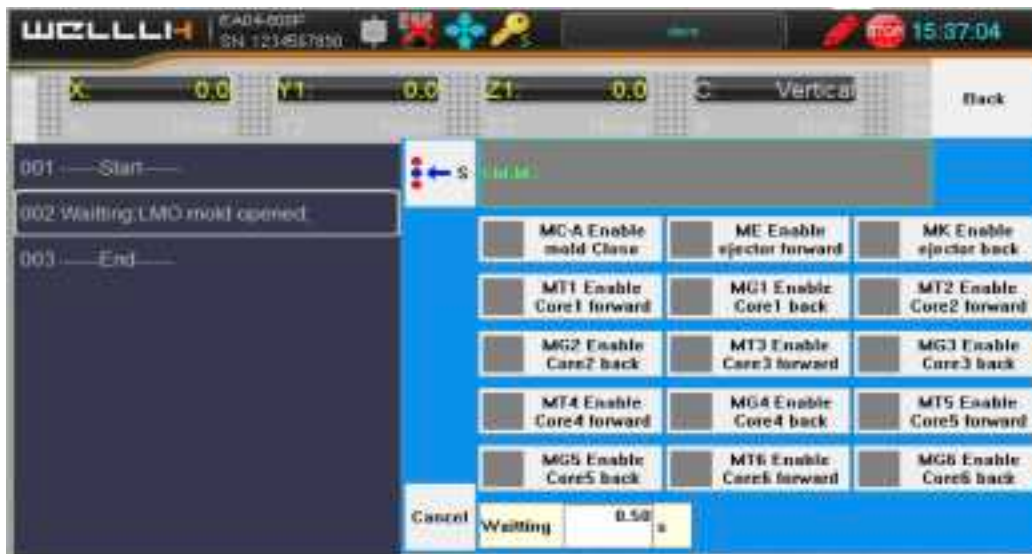 WELLLIH
SN 1234567890
STOP
15:37:04
X: 0.0
Y1: 0.0
Z1: 0.0
C: Vertical
Back
001 -----Start-----
S
002 Waitting:LMO mold opened.
003 -----End-----
MC-A Enable
mold Close
ME Enable
ejector forward
MK Enable
ejector back
MT1 Enable
Core1 forward
MG1 Enable
Core1 back
MT2 Enable
Core2 forward
MG2 Enable
Core2 back
MT3 Enable
Core3 forward
MG3 Enable
Core3 back
MT4 Enable
Core4 forward
MG4 Enable
Core4 back
MT5 Enable
Core5 forward
MG5 Enable
Core5 back
MT6 Enable
Core6 forward
MG6 Enable
Core6 back
Cancel
Waitting
0.50 s